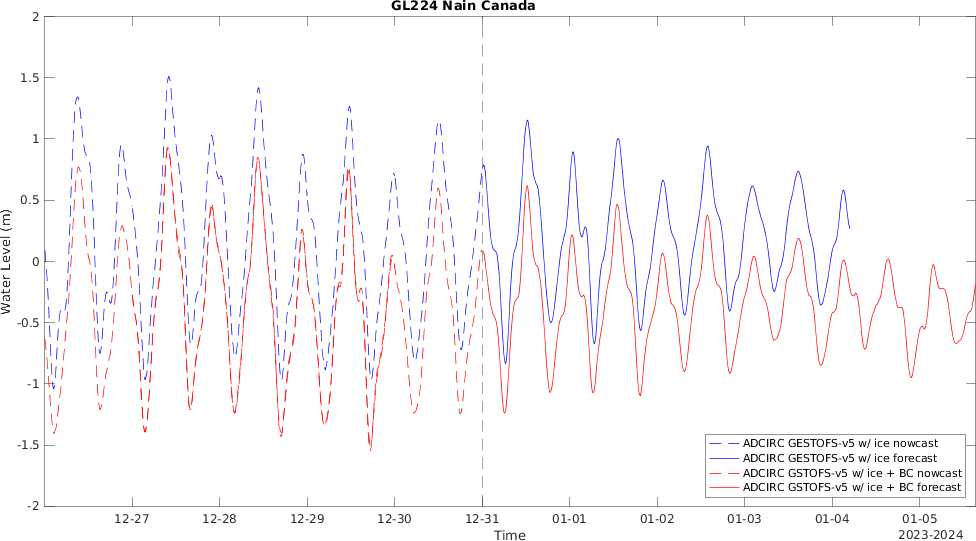 GL224 Nain Canada
Water Level (m)
2
1.5
1
0.5
0
-0.5
-1
-1.5
-2
ADCIRC GESTOFS-v5 w/ ice nowcast
ADCIRC GESTOFS-v5 w/ ice forecast
ADCIRC GSTOFS-v5 w/ ice + BC nowcast
ADCIRC GSTOFS-v5 w/ ice + BC forecast
12-27 12-28 12-29 12-30 12-31 01-01 01-02 01-03 01-04 01-05
Time
2023-2024